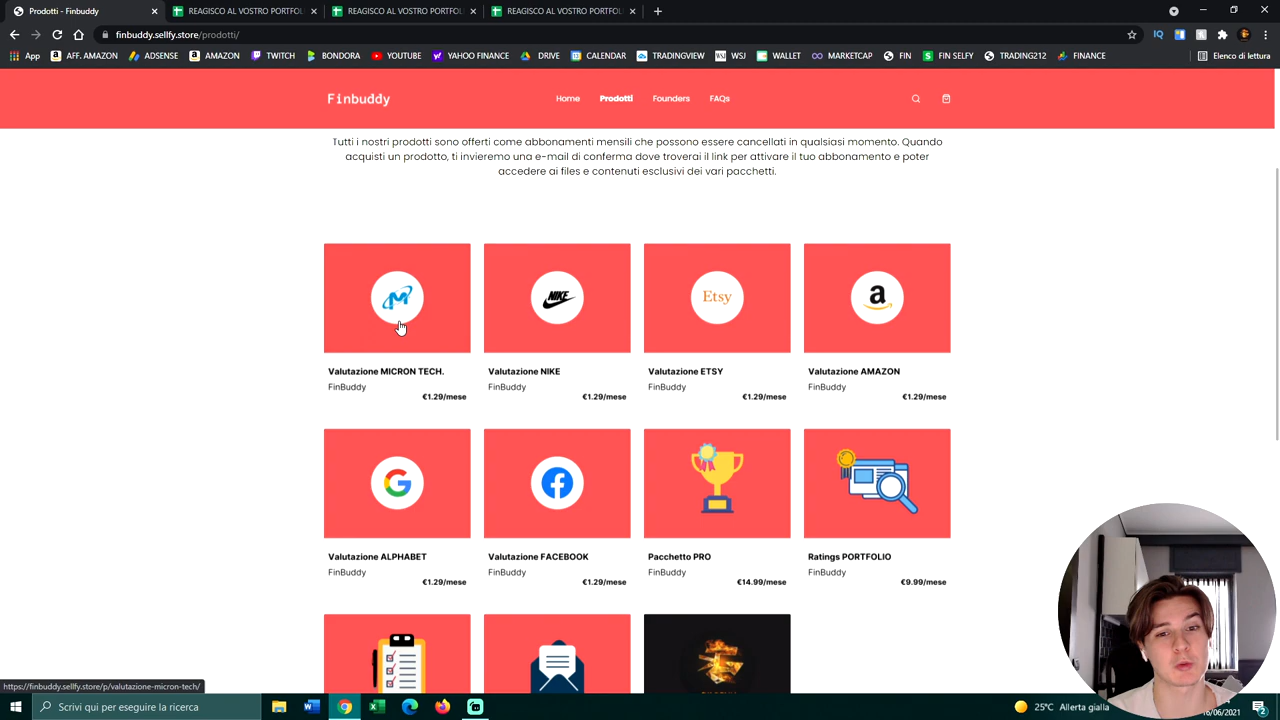 Prodotti - Finbuddy
REAGISCO AL VOSTRO PORTFOL
REAGISCO AL VOSTRO PORTFOL
REAGISCO AL VOSTRO PORTFOL
finbuddy.sellfy.store/prodotti/
AFF. AMAZON
ADSENSE
AMAZON
TWITCH
BONDORA
YOUTUBE
YAHOO FINANCE
DRIVE
CALENDAR
TRADINGVIEW
WSJ
WSJ
WALLET
MARKETCAP
FIN
FIN SELFY
TRADING212
FINANCE
Elenco di lettura
Finbuddy
Home
Prodotti
Founders
FAQs
Tutti i nostri prodotti sono offerti come abbonamenti mensili che possono essere cancellati in qualsiasi momento. Quando
acquisti un prodotto, ti invieremo una e-mail di conferma dove troverai il link per attivare il tuo abbonamento e poter
accedere ai files e contenuti esclusivi dei vari pacchetti.
NIKE
Etsy
a
Valutazione MICRON TECH.
FinBuddy
€1.29/mese
Valutazione NIKE
FinBuddy
€1.29/mese
Valutazione ETSY
FinBuddy
€1.29/mese
Valutazione AMAZON
FinBuddy
€1.29/mese
G
f
Valutazione ALPHABET
FinBuddy
€1.29/mese
Valutazione FACEBOOK
FinBuddy
€1.29/mese
Pacchetto PRO
FinBuddy
€14.99/mese
Ratings PORTFOLIO
FinBuddy
€9.99/mese
https://finbuddy.sellfy.store/p/valutazione-micron-tech/
Scrivi qui per eseguire la ricerca
25°C Allerta gialla
16/06/2021
2